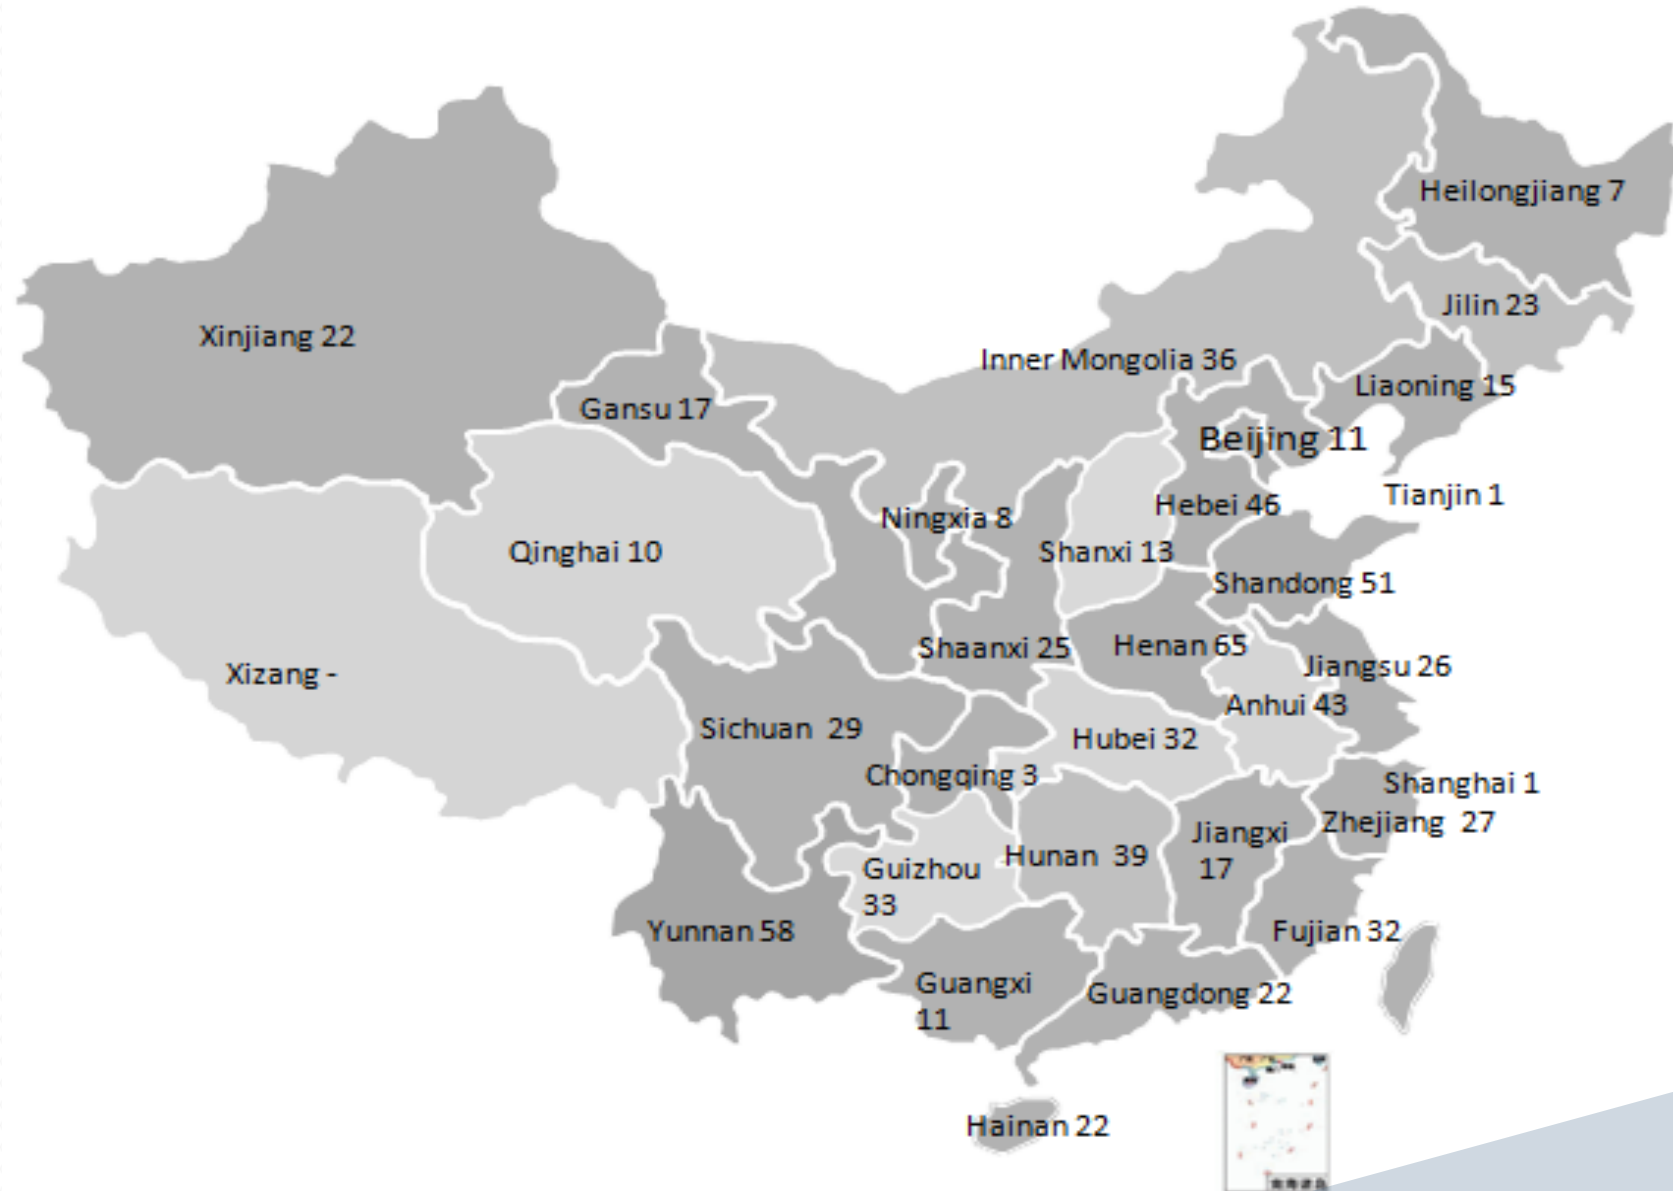 Heilongjiang 7
Jilin 23
Xinjiang 22
Inner Mongolia 36
Liaoning 15
Gansu 17
Beijing 11
Tianjin 1
Hebei 46
Ningxia 8
Qinghai 10
Shanxi 13
Shandong 51
Shaanxi 25
Henan 65
Jiangsu 26
Xizang -
Anhui 43
Sichuan 29
Hubei 32
Chongqing 3
Shanghai 1
Zhejiang 27
Jiangxi
17
Hunan 39
Guizhou
33
Yunnan 58
Fujian 32
Guangxi
11
Guangdong 22
Hainan 22